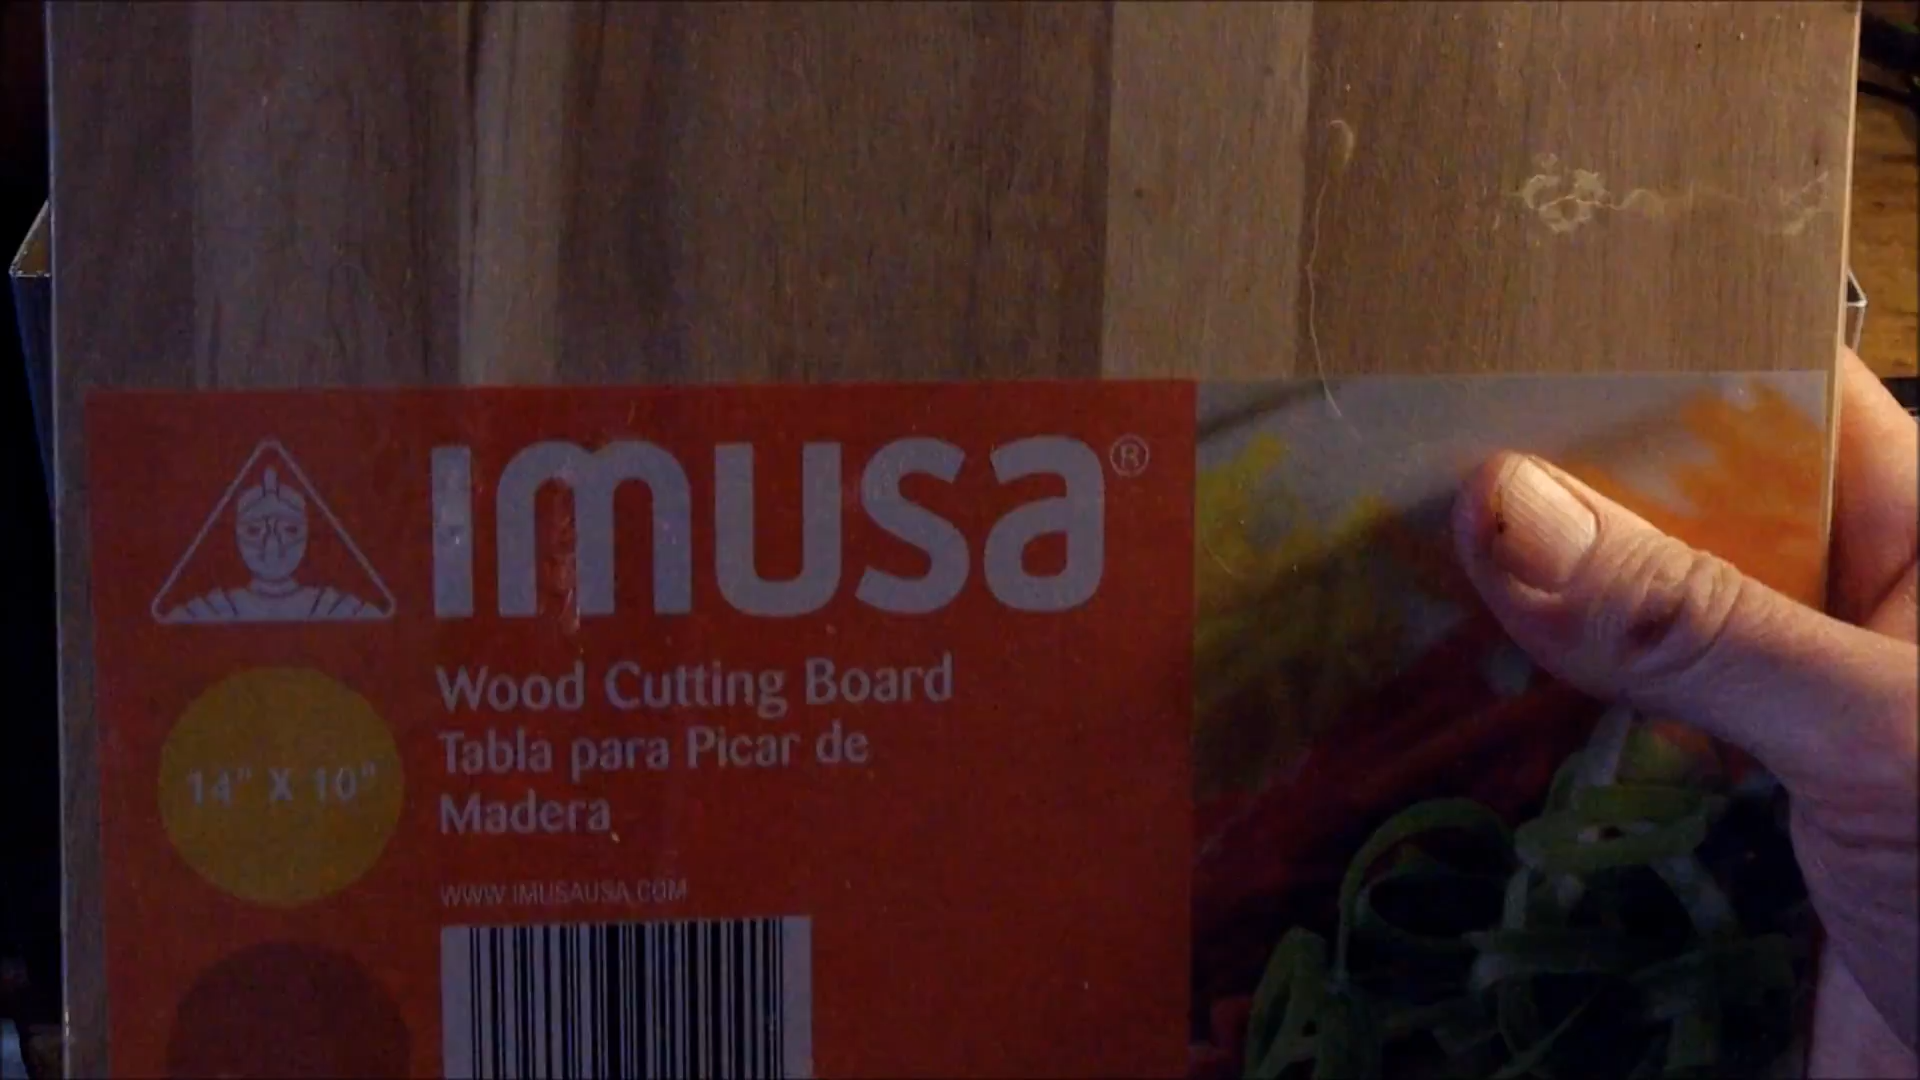 imusa®
Wood Cutting Board
Tabla para Picar de
Madera
14" X 10"
WWW.IMUSAUSA.COM